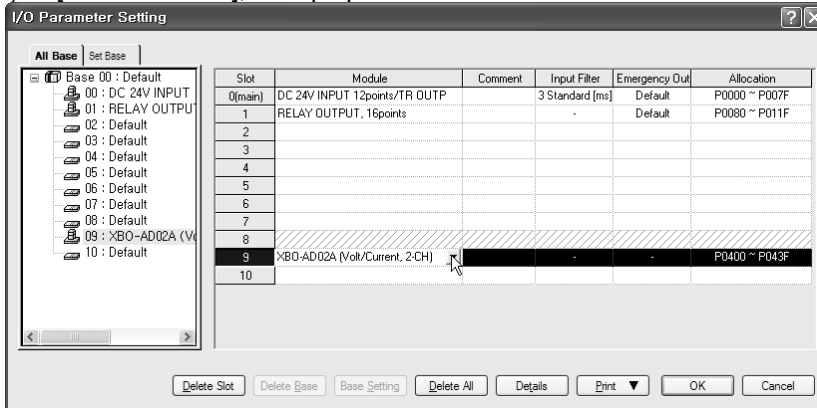 I/O Parameter Setting
All Base Set Base
Base 00 : Default
00 : DC 24V INPUT
01 : RELAY OUTPUT
02 : Default
03 : Default
04 : Default
05 : Default
06 : Default
07 : Default
08 : Default
09 : XBO-AD02A (Vo
10 : Default
Slot Module Comment Input Filter Emergency Out Allocation
0(main) DC 24V INPUT 12points/TR OUTP 3 Standard [ms] Default P0000 ~ P007F
1 RELAY OUTPUT, 16points - Default P0080 ~ P011F
2
3
4
5
6
7
8
9 XBO-AD02A (Volt/Current, 2-CH) - - P0400 ~ P043F
10
Delete Slot Delete Base Base Setting Delete All Details Print ▼ OK Cancel